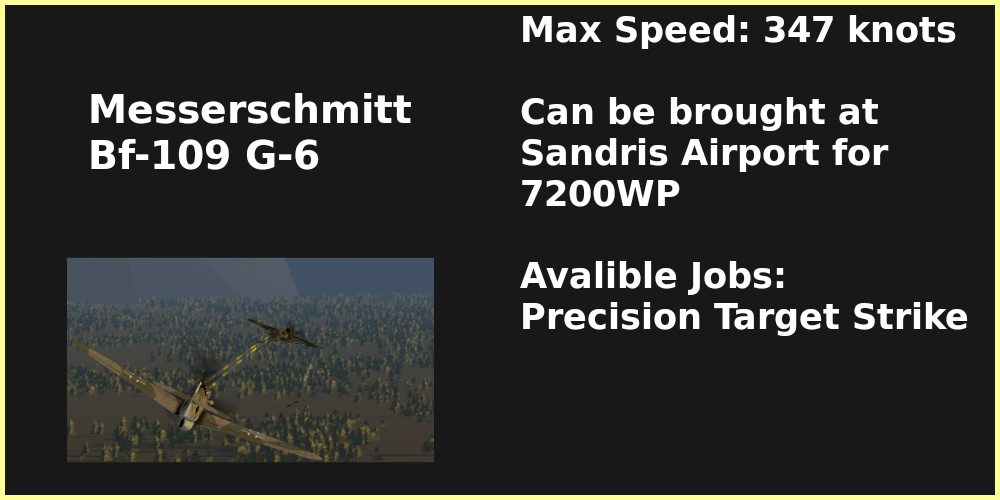 Messerschmitt
Bf-109 G-6
Max Speed: 347 knots
Can be brought at
Sandris Airport for
7200WP
Avalible Jobs:
Precision Target Strike